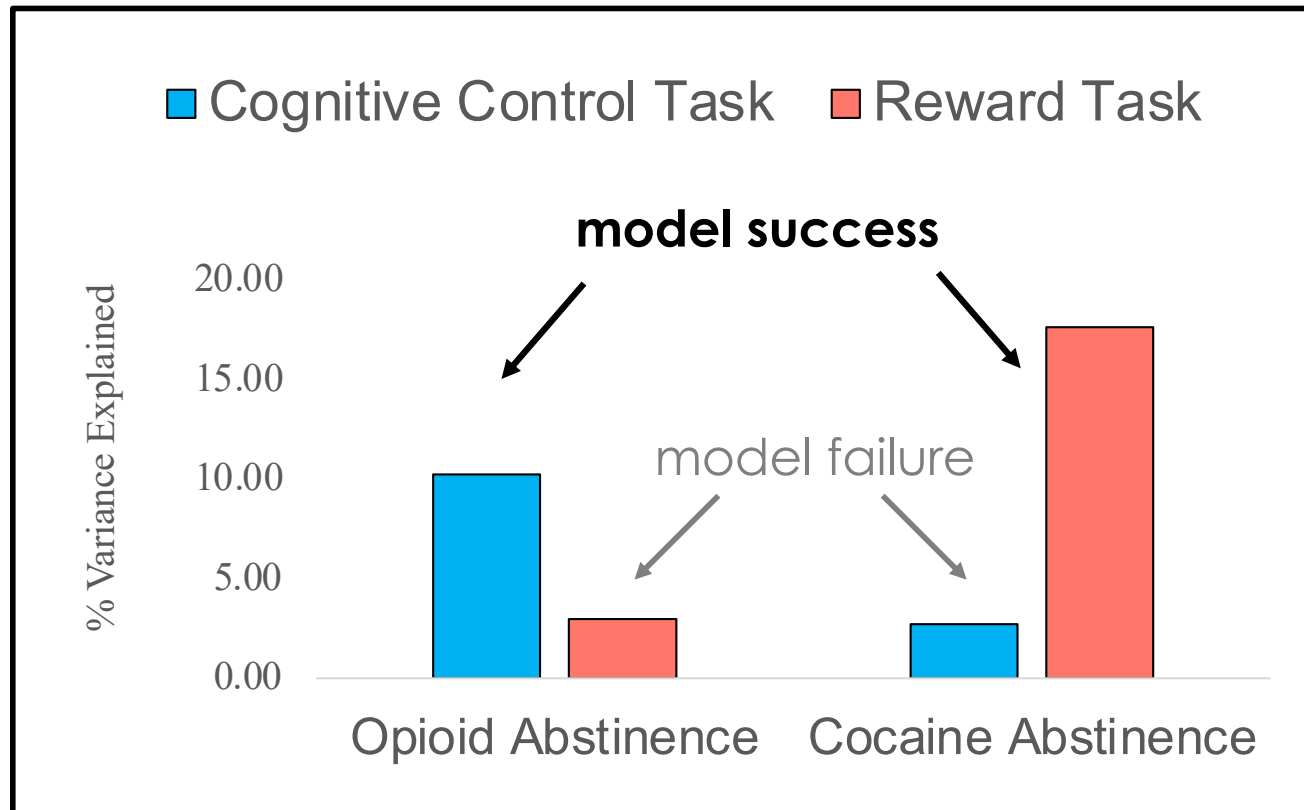 Cognitive Control Task Reward Task
model success
20.00
15.00
model failure
10.00
5.00
0.00
% Variance Explained
Opioid Abstinence Cocaine Abstinence